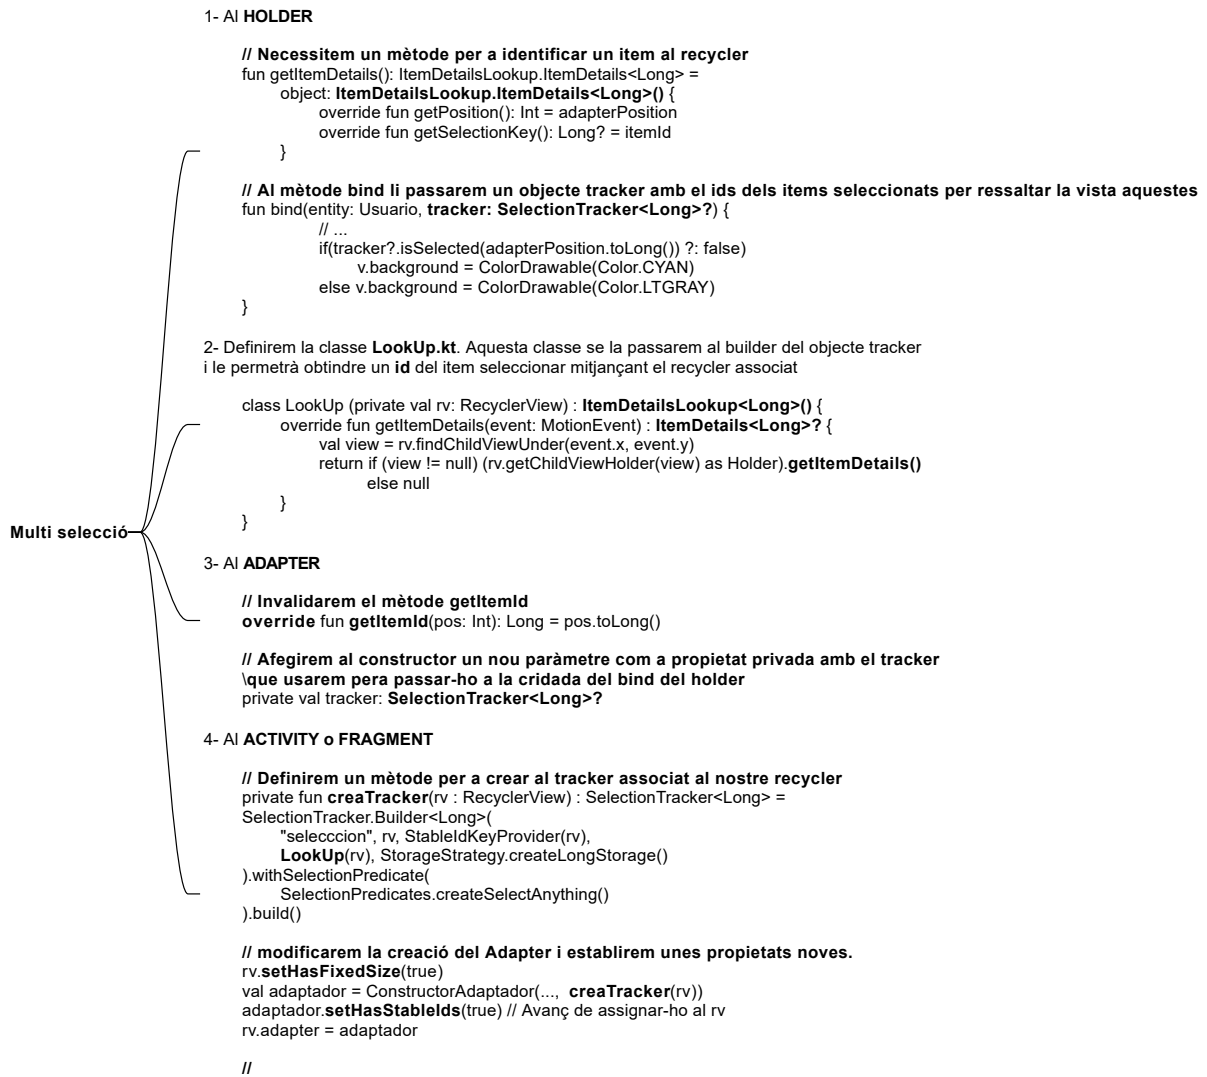 1- Al HOLDER
// Necessitem un mètode per a identificar un item al recycler
fun getItemDetails(): ItemDetailsLookup.ItemDetails<Long> =
object: ItemDetailsLookup.ItemDetails<Long>() {
override fun getPosition(): Int = adapterPosition
override fun getSelectionKey(): Long? = itemId
}
// Al mètode bind li passarem un objecte tracker amb el ids dels items seleccionats per ressaltar la vista aquestes
fun bind(entity: Usuario, tracker: SelectionTracker<Long>?) {
// ...
if(tracker?.isSelected(adapterPosition.toLong()) ?: false)
v.background = ColorDrawable(Color.CYAN)
else v.background = ColorDrawable(Color.LTGRAY)
}
2- Definirem la classe LookUp.kt. Aquesta classe se la passarem al builder del objecte tracker
i le permetrà obtindre un id del item seleccionar mitjançant el recycler associat
class LookUp (private val rv: RecyclerView) : ItemDetailsLookup<Long>() {
override fun getItemDetails(event: MotionEvent) : ItemDetails<Long>? {
val view = rv.findChildViewUnder(event.x, event.y)
return if (view != null) (rv.getChildViewHolder(view) as Holder).getItemDetails()
else null
}
}
Multi selecció
3- Al ADAPTER
// Invalidarem el mètode getItemId
override fun getItemId(pos: Int): Long = pos.toLong()
// Afegirem al constructor un nou paràmetre com a propietat privada amb el tracker
\que usarem pera passar-ho a la cridada del bind del holder
private val tracker: SelectionTracker<Long>?
4- Al ACTIVITY o FRAGMENT
// Definirem un mètode per a crear al tracker associat al nostre recycler
private fun creaTracker(rv : RecyclerView) : SelectionTracker<Long> =
SelectionTracker.Builder<Long>(
"selecccion", rv, StableIdKeyProvider(rv),
LookUp(rv), StorageStrategy.createLongStorage()
).withSelectionPredicate(
SelectionPredicates.createSelectAnything()
).build()
// modificarem la creació del Adapter i establirem unes propietats noves.
rv.setHasFixedSize(true)
val adaptador = ConstructorAdaptador(..., creaTracker(rv))
adaptador.setHasStableIds(true) // Avanç de assignar-ho al rv
rv.adapter = adaptador
//